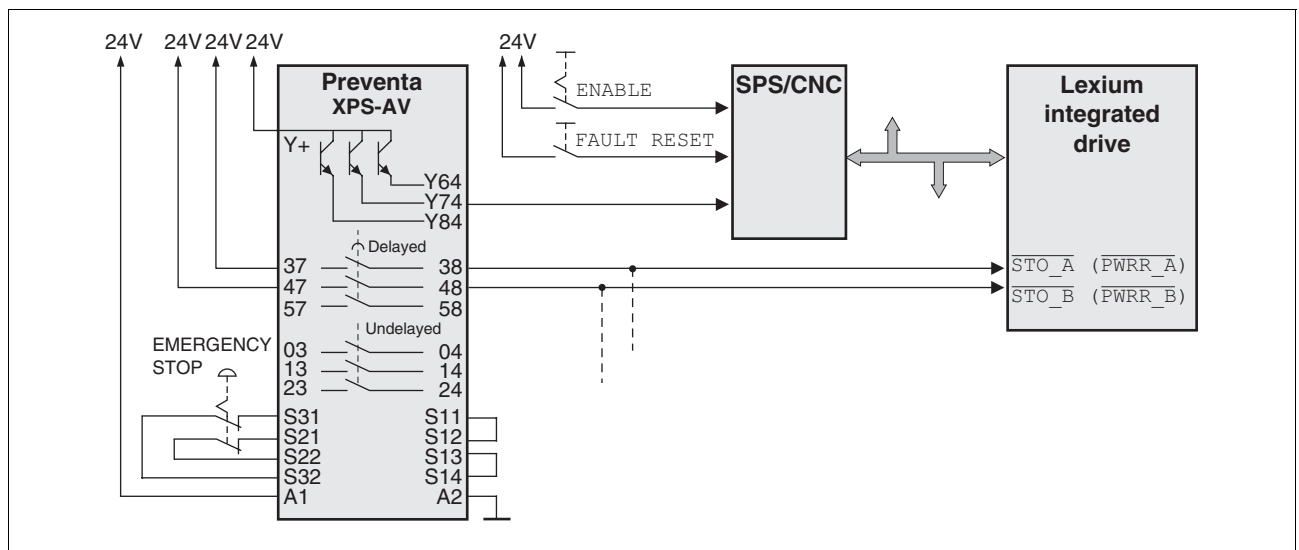 24V 24V 24V 24V 24V
Preventa
XPS-AV
SPS/CNC
Lexium
integrated
drive
ENABLE
FAULT RESET
Y+
Y64
Y74
Y84
Delayed
37 38
47 48
57 58
STO_A (PWRR_A)
STO_B (PWRR_B)
Undelayed
EMERGENCY
STOP
03 04
13 14
23 24
S31 S11
S21 S12
S22 S13
S32 S14
A1 A2